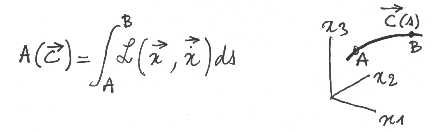 A(C⃗) = ∫_A^B ℒ(x⃗, ẋ⃗) ds
C⃗(s)
A
B
x3
x2
x1